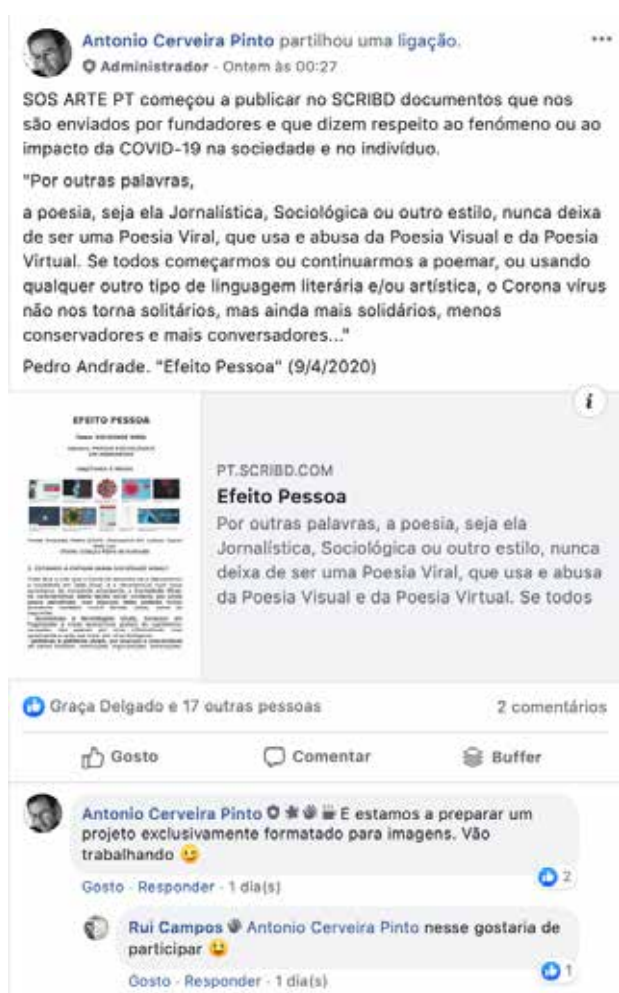 Antonio Cerveira Pinto partilhou uma ligação.
Administrador · Ontem às 00:27
SOS ARTE PT começou a publicar no SCRIBD documentos que nos
são enviados por fundadores e que dizem respeito ao fenómeno ou ao
impacto da COVID-19 na sociedade e no indivíduo.
"Por outras palavras,
a poesia, seja ela Jornalística, Sociológica ou outro estilo, nunca deixa
de ser uma Poesia Viral, que usa e abusa da Poesia Visual e da Poesia
Virtual. Se todos começarmos ou continuarmos a poemar, ou usando
qualquer outro tipo de linguagem literária e/ou artística, o Corona vírus
não nos torna solitários, mas ainda mais solidários, menos
conservadores e mais conversadores..."
Pedro Andrade. "Efeito Pessoa" (9/4/2020)
EFEITO PESSOA
PT.SCRIBD.COM
Efeito Pessoa
Por outras palavras, a poesia, seja ela
Jornalística, Sociológica ou outro estilo, nunca
deixa de ser uma Poesia Viral, que usa e abusa
da Poesia Visual e da Poesia Virtual. Se todos
Graça Delgado e 17 outras pessoas
2 comentários
Gosto
Comentar
Buffer
Antonio Cerveira Pinto E estamos a preparar um
projeto exclusivamente formatado para imagens. Vão
trabalhando 😉
2
Gosto · Responder · 1 dia(s)
Rui Campos Antonio Cerveira Pinto nesse gostaria de
participar 😃
1
Gosto · Responder · 1 dia(s)